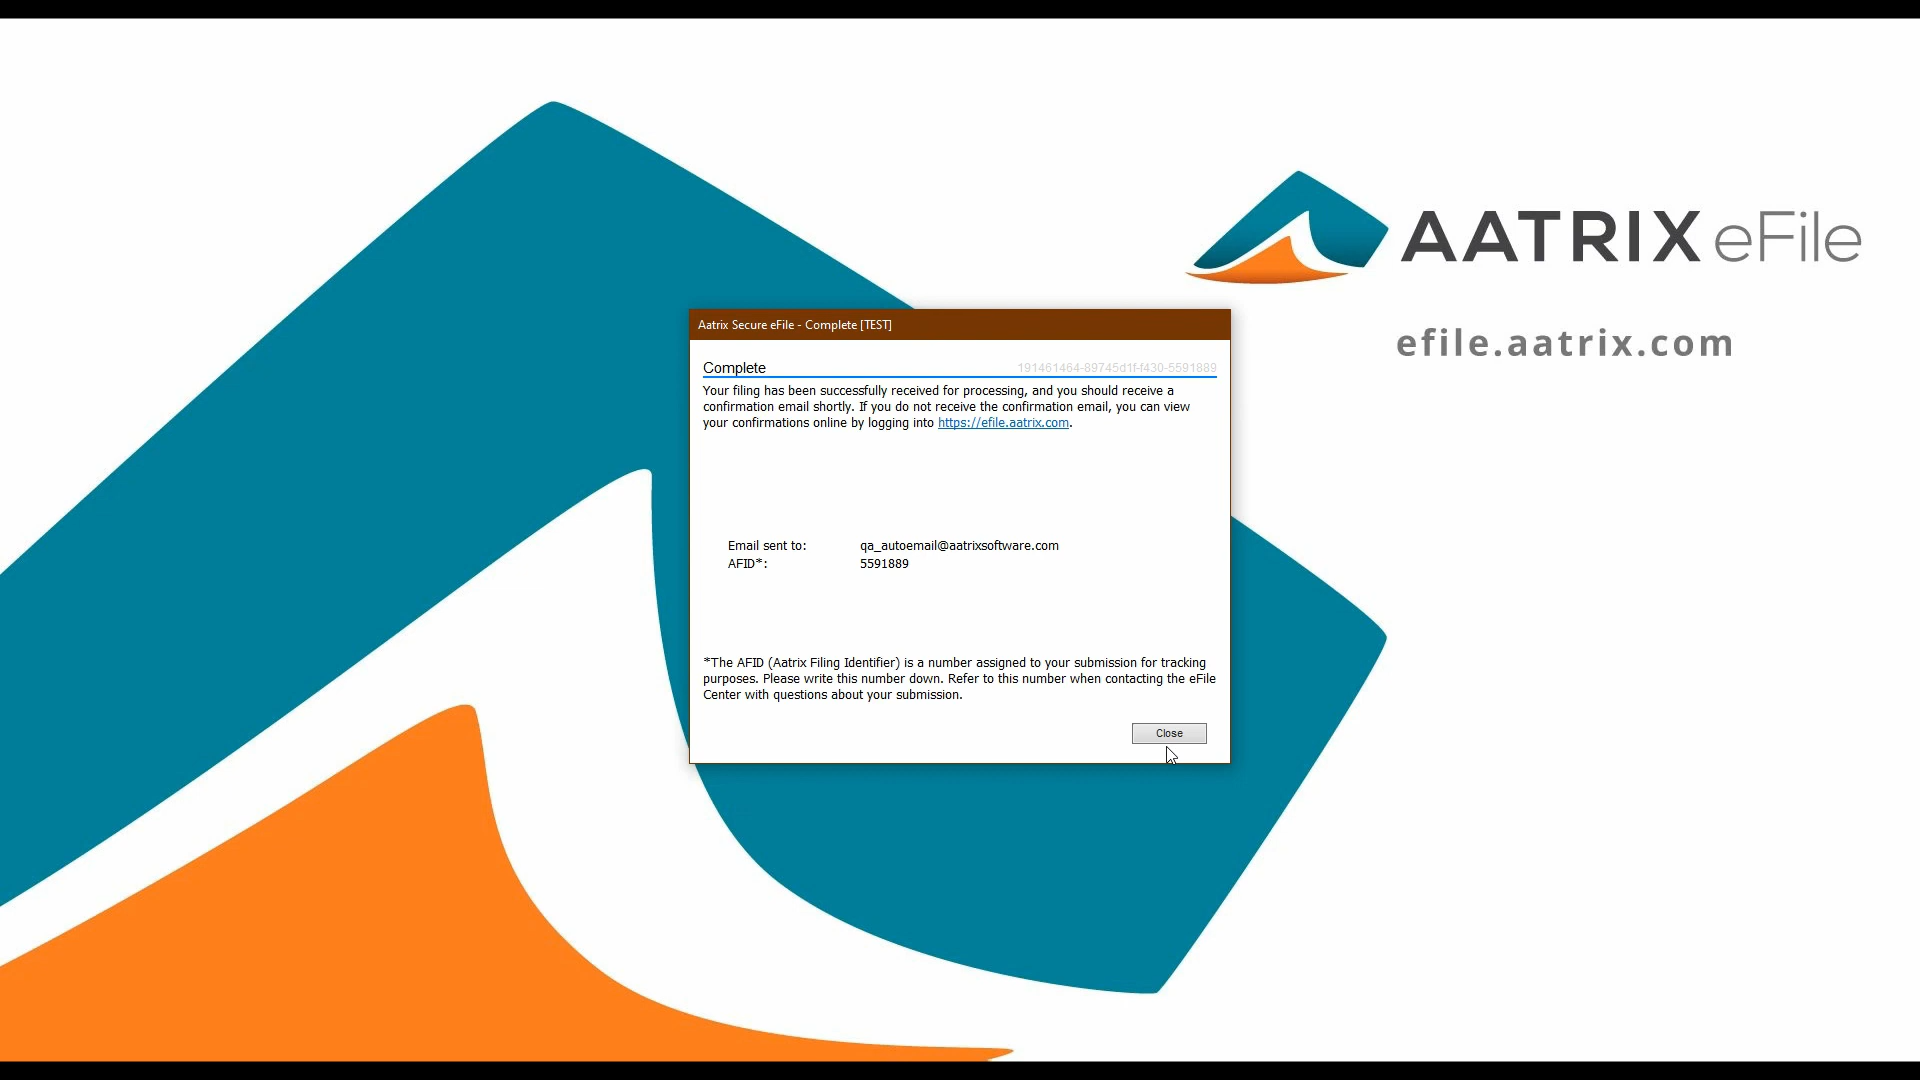 AATRIX eFile
efile.aatrix.com
Aatrix Secure eFile - Complete [TEST]
Complete
191461464-89745d1f-f430-5591889
Your filing has been successfully received for processing, and you should receive a
confirmation email shortly. If you do not receive the confirmation email, you can view
your confirmations online by logging into https://efile.aatrix.com.
Email sent to: qa_autoemail@aatrixsoftware.com
AFID*: 5591889
*The AFID (Aatrix Filing Identifier) is a number assigned to your submission for tracking
purposes. Please write this number down. Refer to this number when contacting the eFile
Center with questions about your submission.
Close